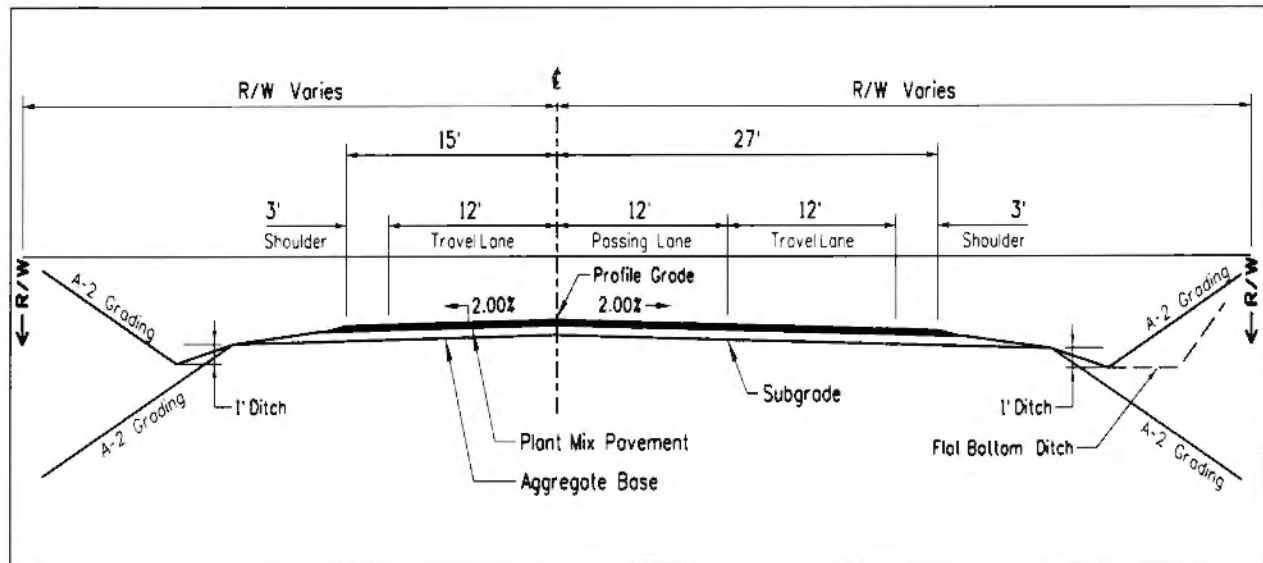 ℄
R/W Varies
R/W Varies
15'
27'
3'
12'
12'
12'
3'
Shoulder
Travel Lane
Passing Lane
Travel Lane
Shoulder
R/W
A-2 Grading
Profile Grade
A-2 Grading
R/W
2.00%
2.00%
1' Ditch
A-2 Grading
Subgrade
1' Ditch
A-2 Grading
Plant Mix Pavement
Flat Bottom Ditch
Aggregate Base